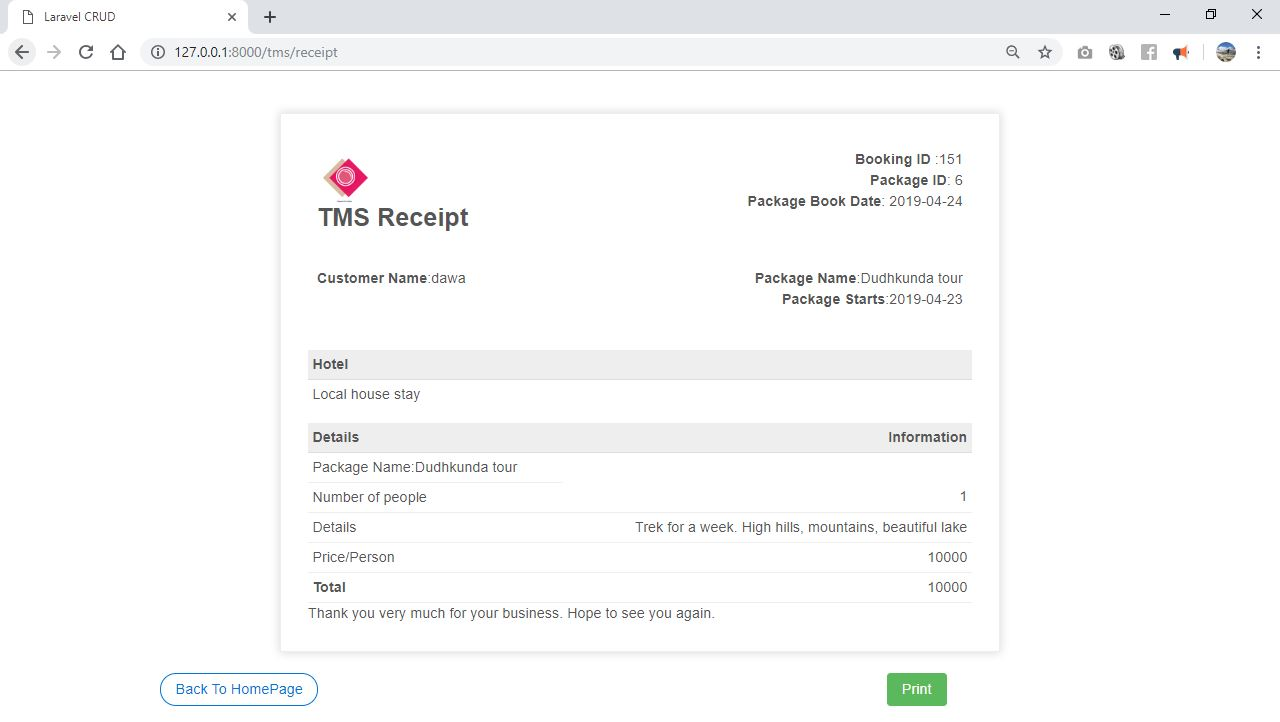 Laravel CRUD
127.0.0.1:8000/tms/receipt
Booking ID :151
Package ID: 6
Package Book Date: 2019-04-24
TMS Receipt
Customer Name:dawa
Package Name:Dudhkunda tour
Package Starts:2019-04-23
Hotel
Local house stay
Details Information
Package Name:Dudhkunda tour
Number of people 1
Details Trek for a week. High hills, mountains, beautiful lake
Price/Person 10000
Total 10000
Thank you very much for your business. Hope to see you again.
Back To HomePage Print